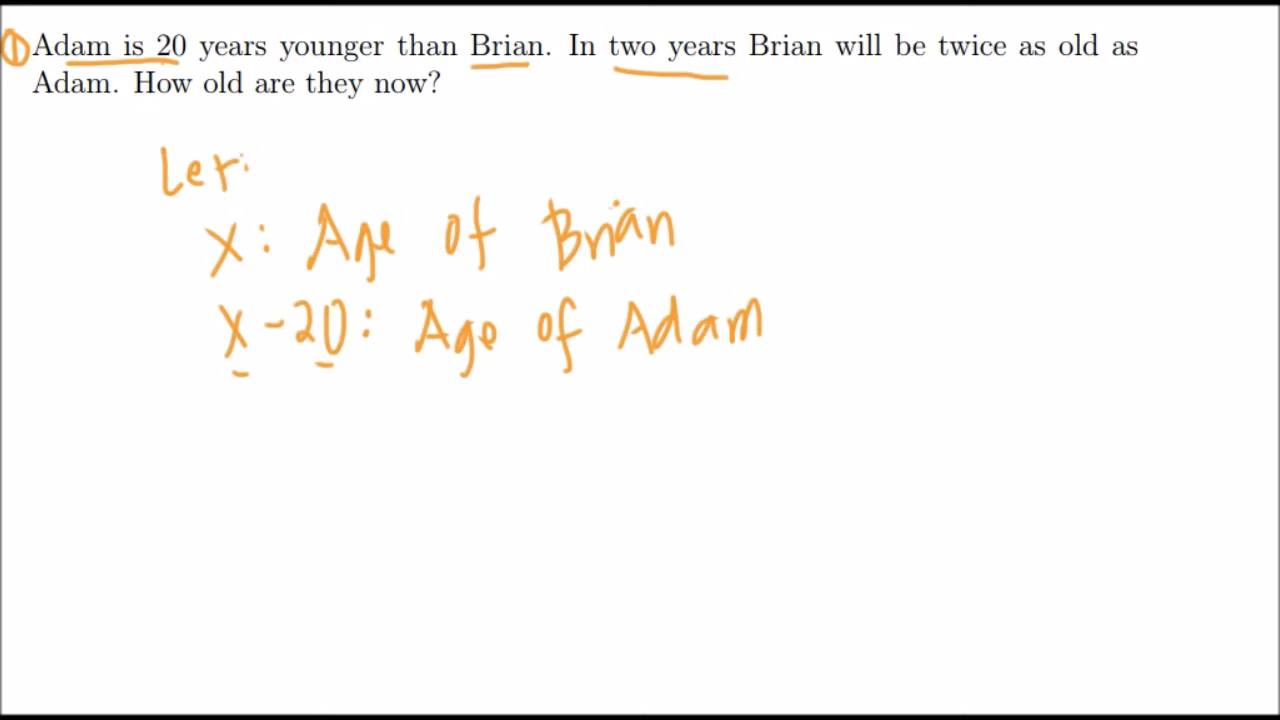 ① Adam is 20 years younger than Brian. In two years Brian will be twice as old as
Adam. How old are they now?
Let:
x: Age of Brian
x-20: Age of Adam